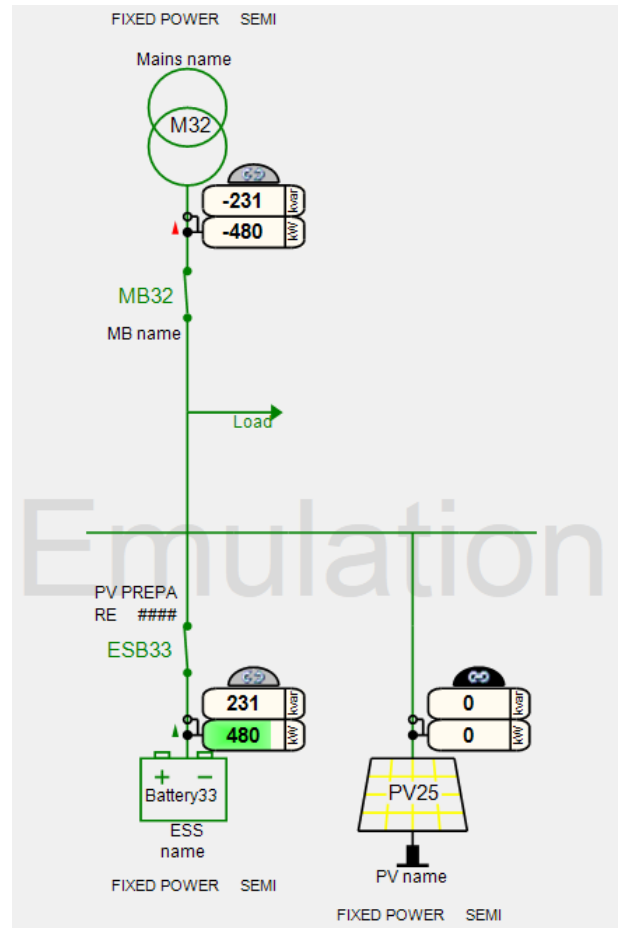 FIXED POWER SEMI
Mains name
M32
-231 kvar
-480 kW
MB32
MB name
Load
Emulation
PV PREPA
RE ####
ESB33
231 kvar
480 kW
0 kvar
0 kW
+ −
Battery33
PV25
ESS
name
PV name
FIXED POWER SEMI
FIXED POWER SEMI